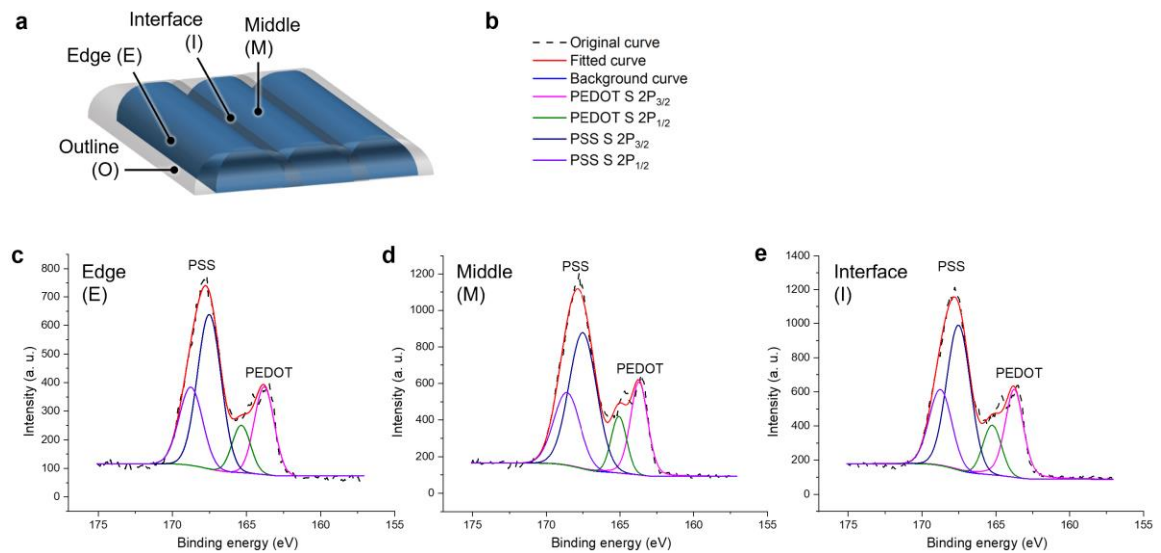 a
Interface
(I)
Middle
(M)
Edge (E)
Outline
(O)
b
Original curve
Fitted curve
Background curve
PEDOT S 2P3/2
PEDOT S 2P1/2
PSS S 2P3/2
PSS S 2P1/2
c
Edge
(E)
PSS
PEDOT
Intensity (a. u.)
800
700
600
500
400
300
200
100
0
175 170 165 160 155
Binding energy (eV)
d
Middle
(M)
PSS
PEDOT
Intensity (a. u.)
1200
1000
800
600
400
200
0
175 170 165 160 155
Binding energy (eV)
e
Interface
(I)
PSS
PEDOT
Intensity (a. u.)
1400
1200
1000
800
600
400
200
0
175 170 165 160 155
Binding energy (eV)